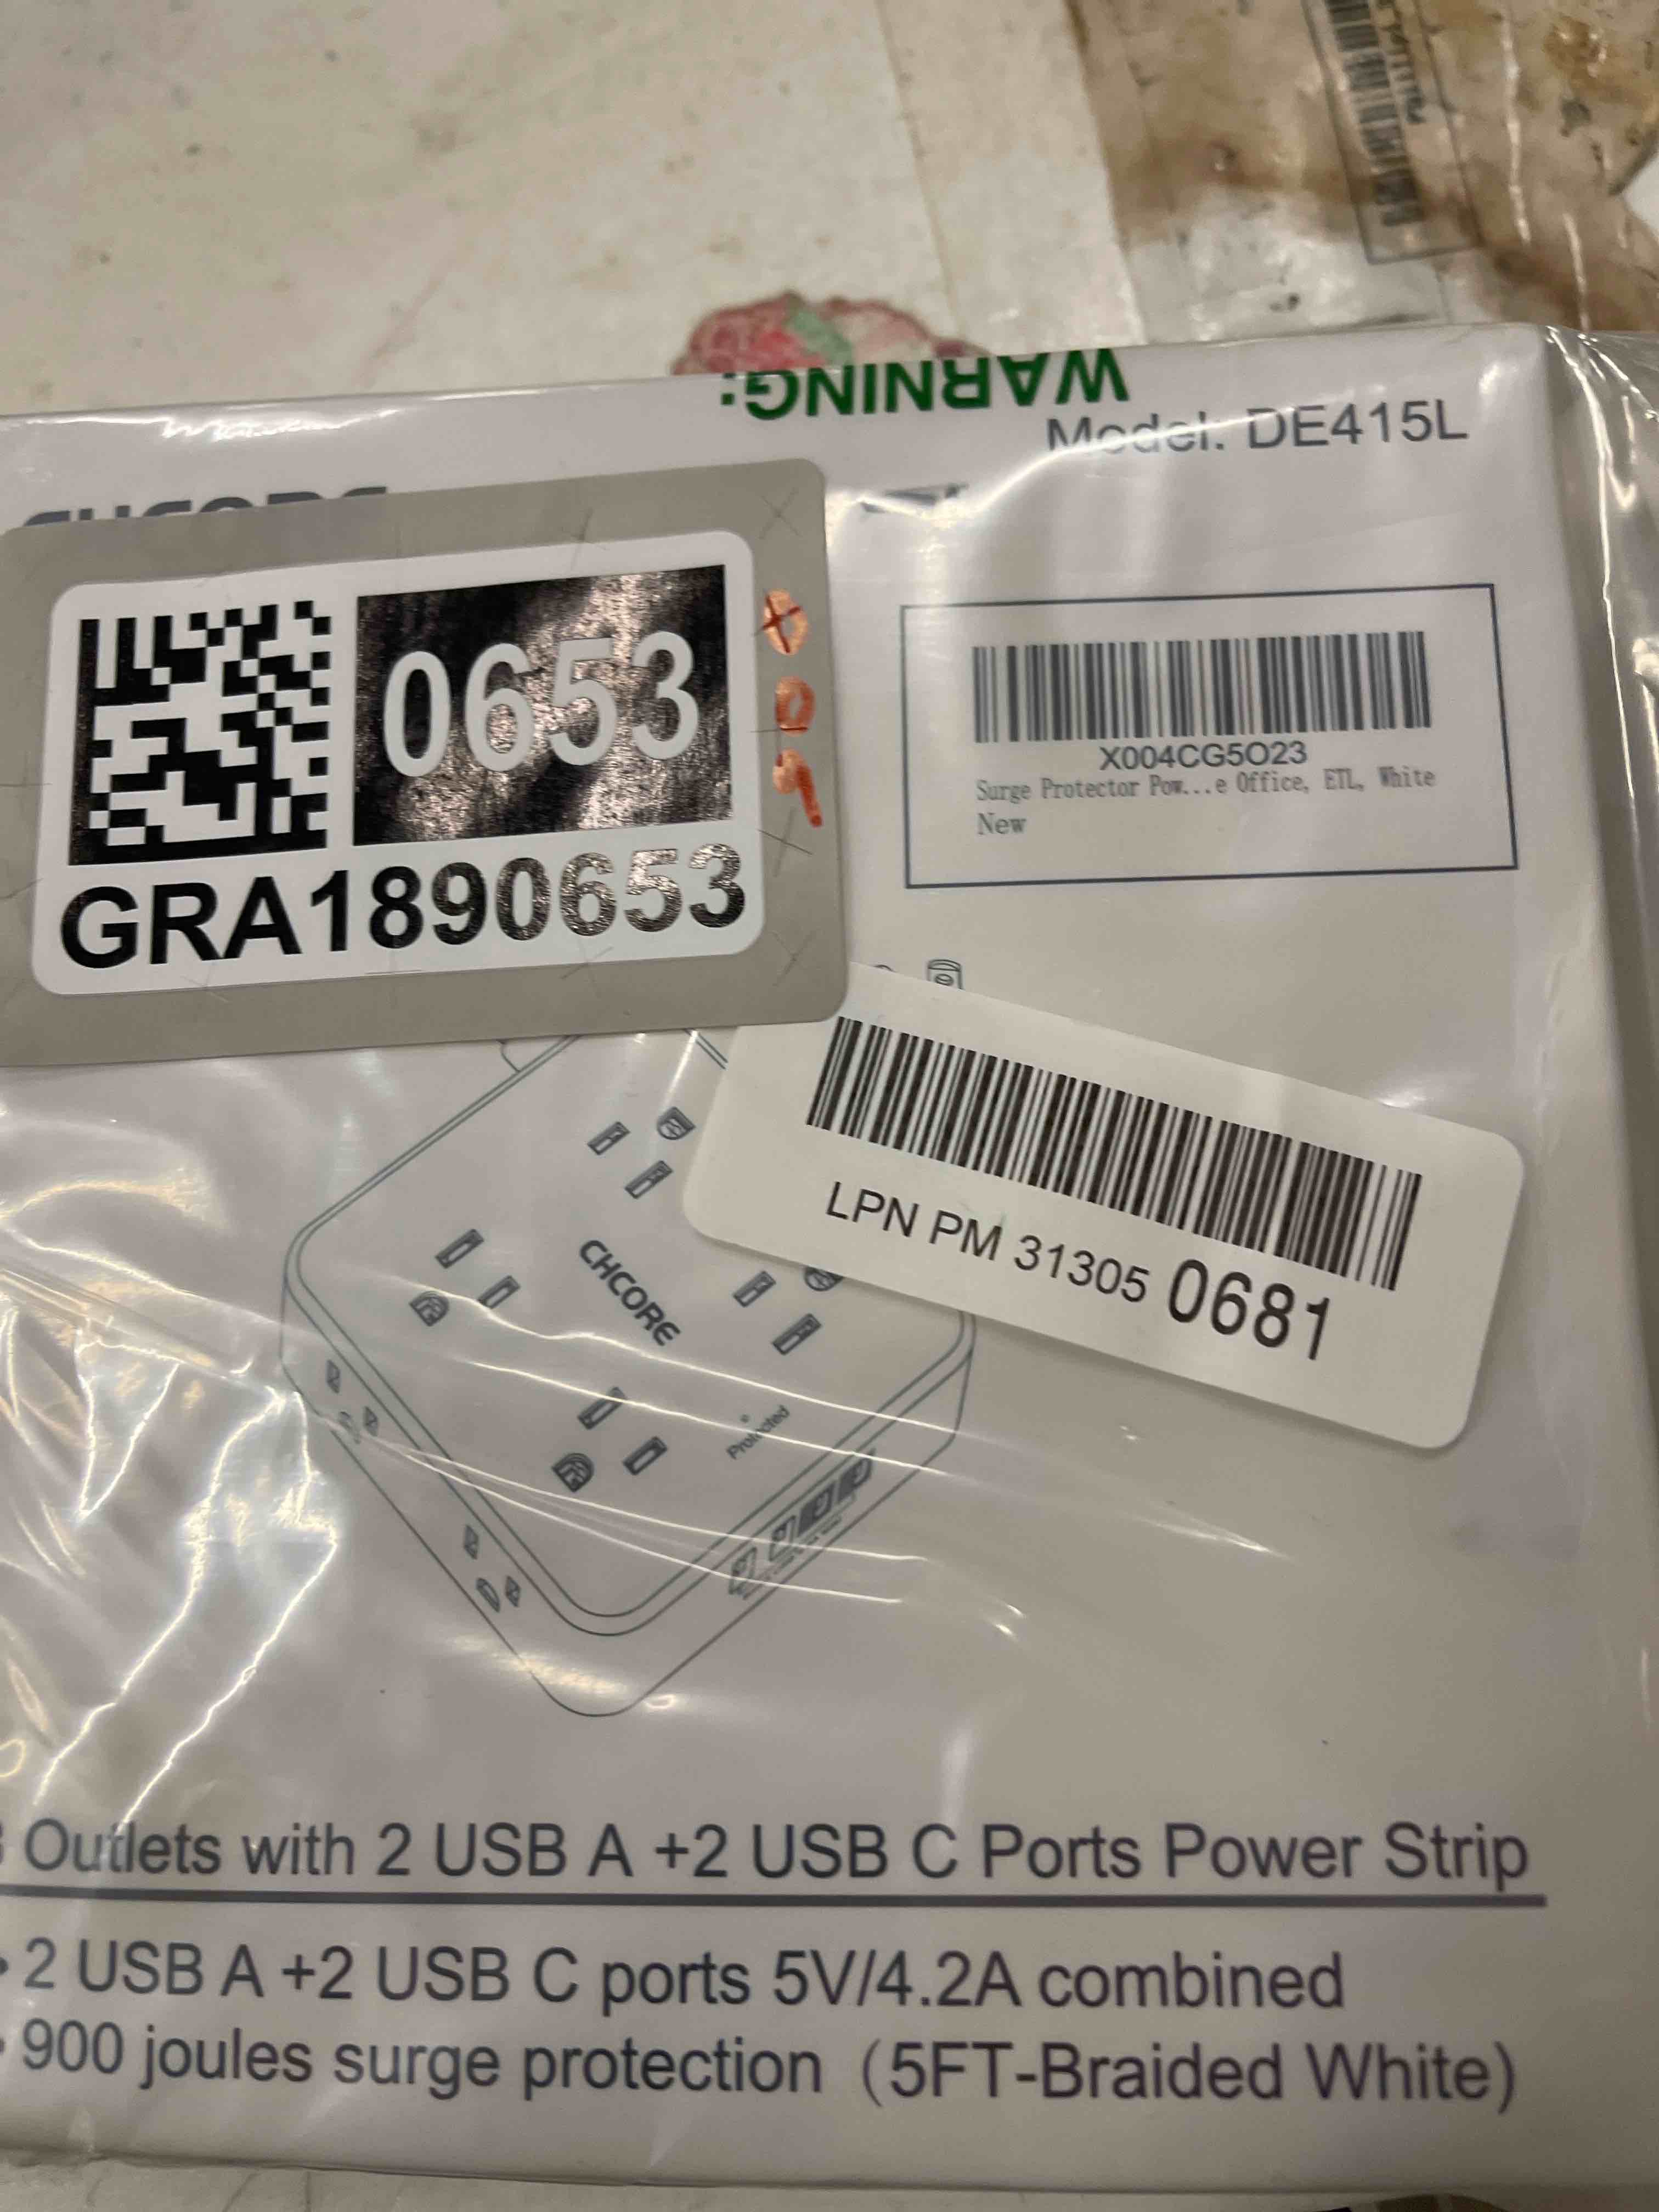 WARNING:
Model: DE415L
CHCORE
0653
GRA1890653
X004CG5O23
Surge Protector Pow...e Office, ETL, White
New
LPN PM 31305 0681
CHCORE
Protected
Outlets with 2 USB A +2 USB C Ports Power Strip
• 2 USB A +2 USB C ports 5V/4.2A combined
• 900 joules surge protection (5FT-Braided White)